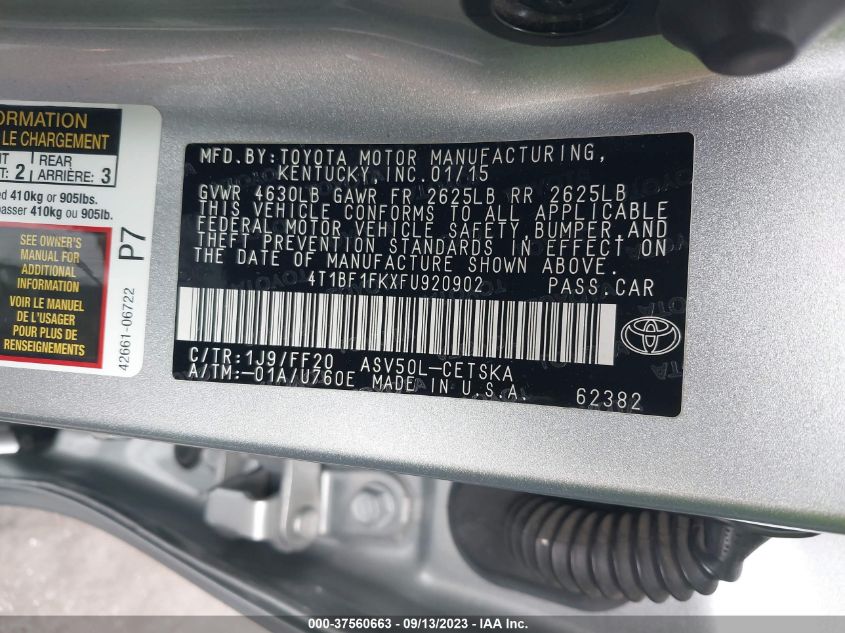 ORMATION
LE CHARGEMENT
T 2 REAR
ARRIÈRE: 3
ed 410kg or 905lbs.
passer 410kg ou 905lb.
SEE OWNER'S
MANUAL FOR
ADDITIONAL
INFORMATION
VOIR LE MANUEL
DE L'USAGER
POUR PLUS DE
RENSEIGNEMENTS
P7
42661-06722
MFD.BY:TOYOTA MOTOR MANUFACTURING,
KENTUCKY,INC.01/15
GVWR 4630LB GAWR FR 2625LB RR 2625LB
THIS VEHICLE CONFORMS TO ALL APPLICABLE
FEDERAL MOTOR VEHICLE SAFETY,BUMPER,AND
THEFT PREVENTION STANDARDS IN EFFECT ON
THE DATE OF MANUFACTURE SHOWN ABOVE.
4T1BF1FKXFU920902 PASS.CAR
C/TR:1J9/FF20 ASV50L-CETSKA
A/TM:-01A/U760E MADE IN U.S.A. 62382
000-37560663 - 09/13/2023 - IAAI.COM